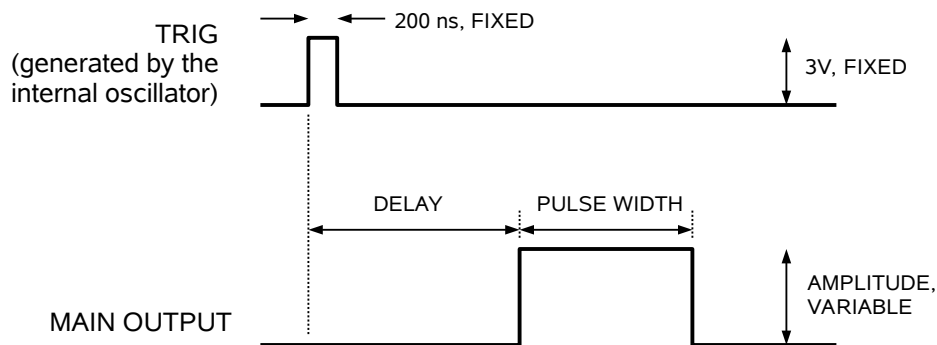 200 ns, FIXED
TRIG
(generated by the
internal oscillator)
3V, FIXED
DELAY
PULSE WIDTH
AMPLITUDE,
VARIABLE
MAIN OUTPUT